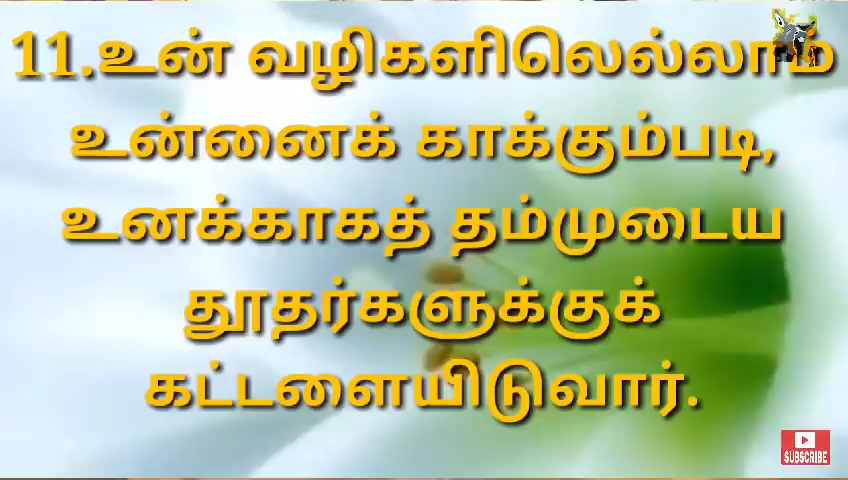 11.உன் வழிகளிலெல்லாம்
உன்னைக் காக்கும்படி,
உனக்காகத் தம்முடைய
தூதர்களுக்குக்
கட்டளையிடுவார்.
SUBSCRIBE